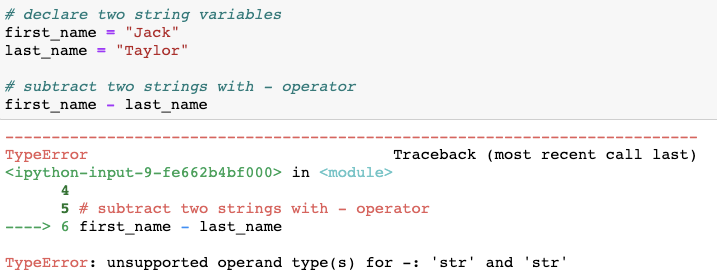 # declare two string variables
first_name = "Jack"
last_name = "Taylor"
# subtract two strings with - operator
first_name - last_name
---------------------------------------------------------------------------
TypeError                                 Traceback (most recent call last)
<ipython-input-9-fe662b4bf000> in <module>
      4
      5 # subtract two strings with - operator
----> 6 first_name - last_name
TypeError: unsupported operand type(s) for -: 'str' and 'str'